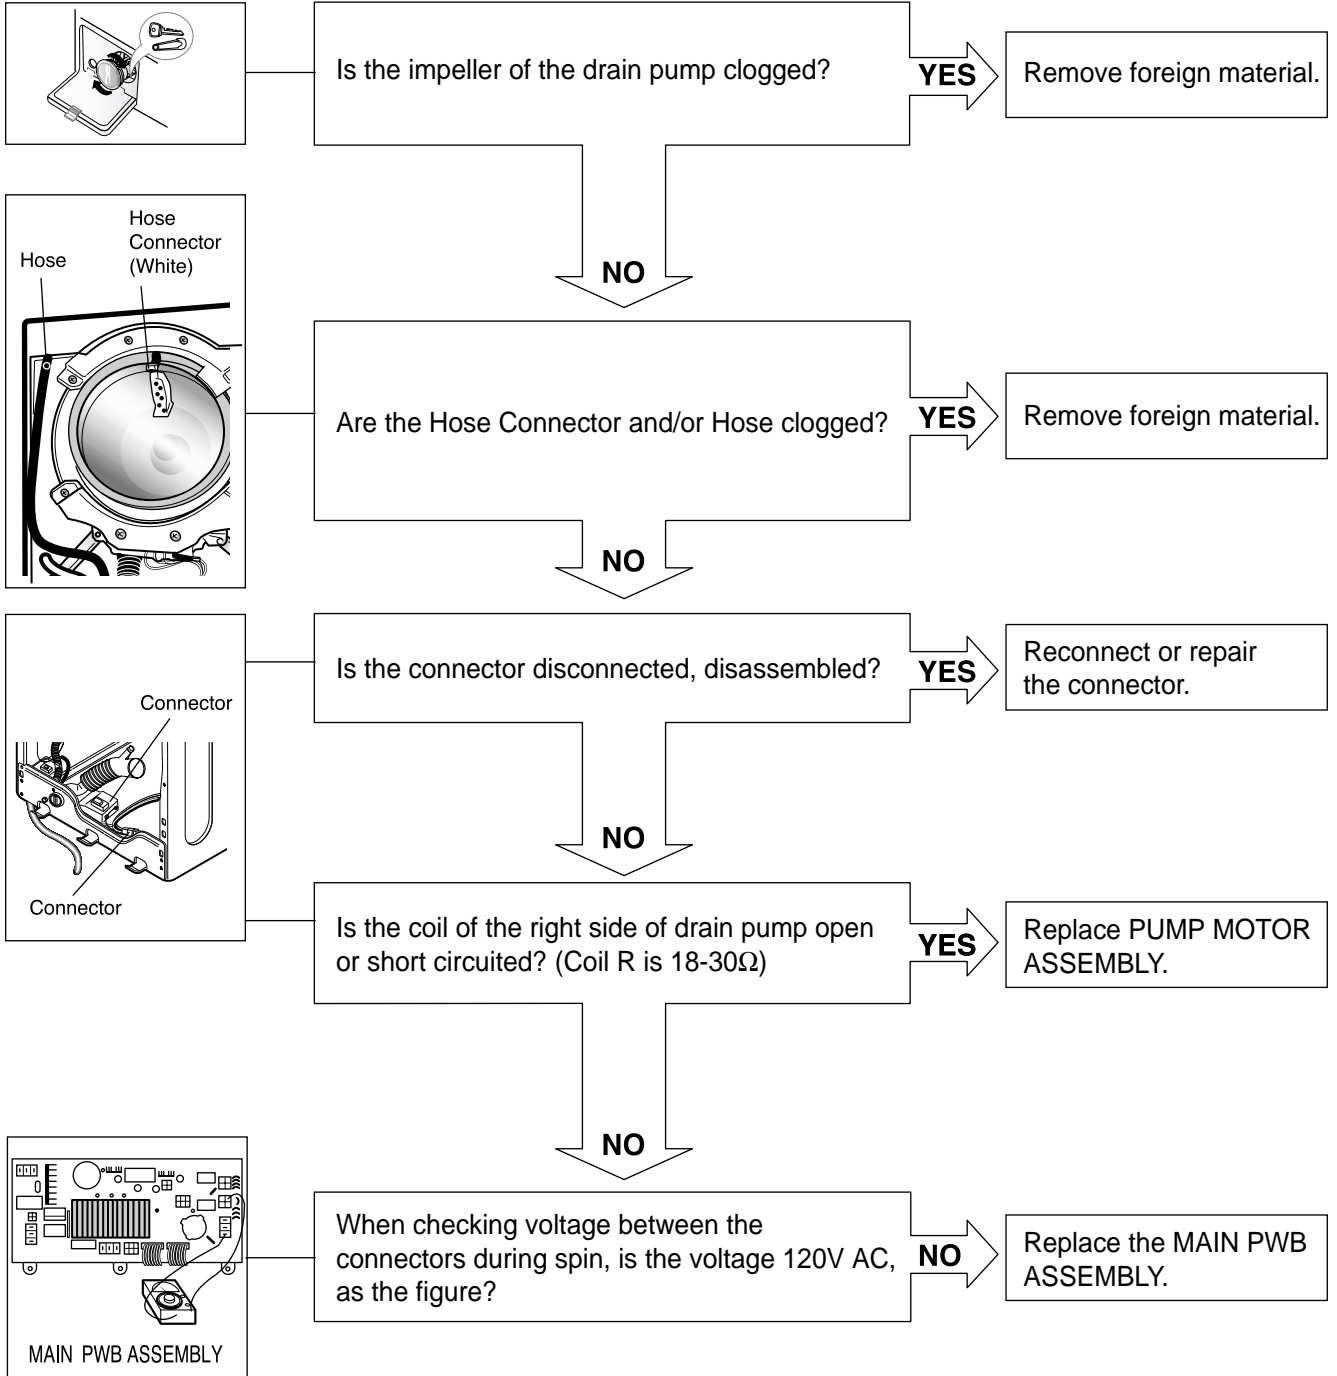 Is the impeller of the drain pump clogged?
YES
Remove foreign material.
NO
Hose
Hose
Connector
(White)
Are the Hose Connector and/or Hose clogged?
YES
Remove foreign material.
NO
Is the connector disconnected, disassembled?
YES
Reconnect or repair
the connector.
Connector
Connector
NO
Is the coil of the right side of drain pump open
or short circuited? (Coil R is 18-30Ω)
YES
Replace PUMP MOTOR
ASSEMBLY.
NO
MAIN PWB ASSEMBLY
When checking voltage between the
connectors during spin, is the voltage 120V AC,
as the figure?
NO
Replace the MAIN PWB
ASSEMBLY.